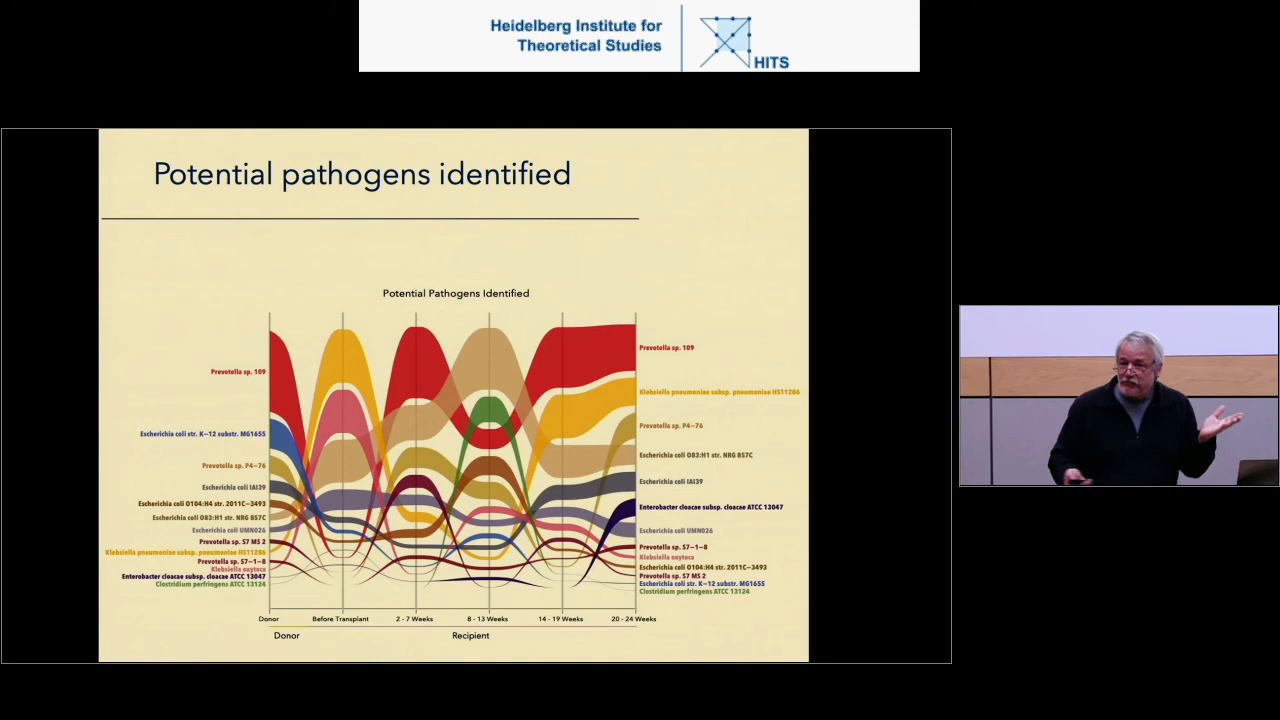 Heidelberg Institute for
Theoretical Studies
HITS
Potential pathogens identified
Potential Pathogens Identified
Prevotella sp. 109
Escherichia coli str. K-12 substr. MG1655
Prevotella sp. P4-76
Escherichia coli IAI39
Escherichia coli O104:H4 str. 2011C-3493
Escherichia coli O83:H1 str. NRG 857C
Escherichia coli UMN026
Prevotella sp. S7 MS 2
Klebsiella pneumoniae subsp. pneumoniae HS11286
Prevotella sp. S7-1-8
Klebsiella oxytoca
Enterobacter cloacae subsp. cloacae ATCC 13047
Clostridium perfringens ATCC 13124
Prevotella sp. 109
Klebsiella pneumoniae subsp. pneumoniae HS11286
Prevotella sp. P4-76
Escherichia coli O83:H1 str. NRG 857C
Escherichia coli IAI39
Enterobacter cloacae subsp. cloacae ATCC 13047
Escherichia coli UMN026
Prevotella sp. S7-1-8
Klebsiella oxytoca
Escherichia coli O104:H4 str. 2011C-3493
Prevotella sp. S7 MS 2
Escherichia coli str. K-12 substr. MG1655
Clostridium perfringens ATCC 13124
Donor Before Transplant 2 - 7 Weeks 8 - 13 Weeks 14 - 19 Weeks 20 - 24 Weeks
Donor Recipient